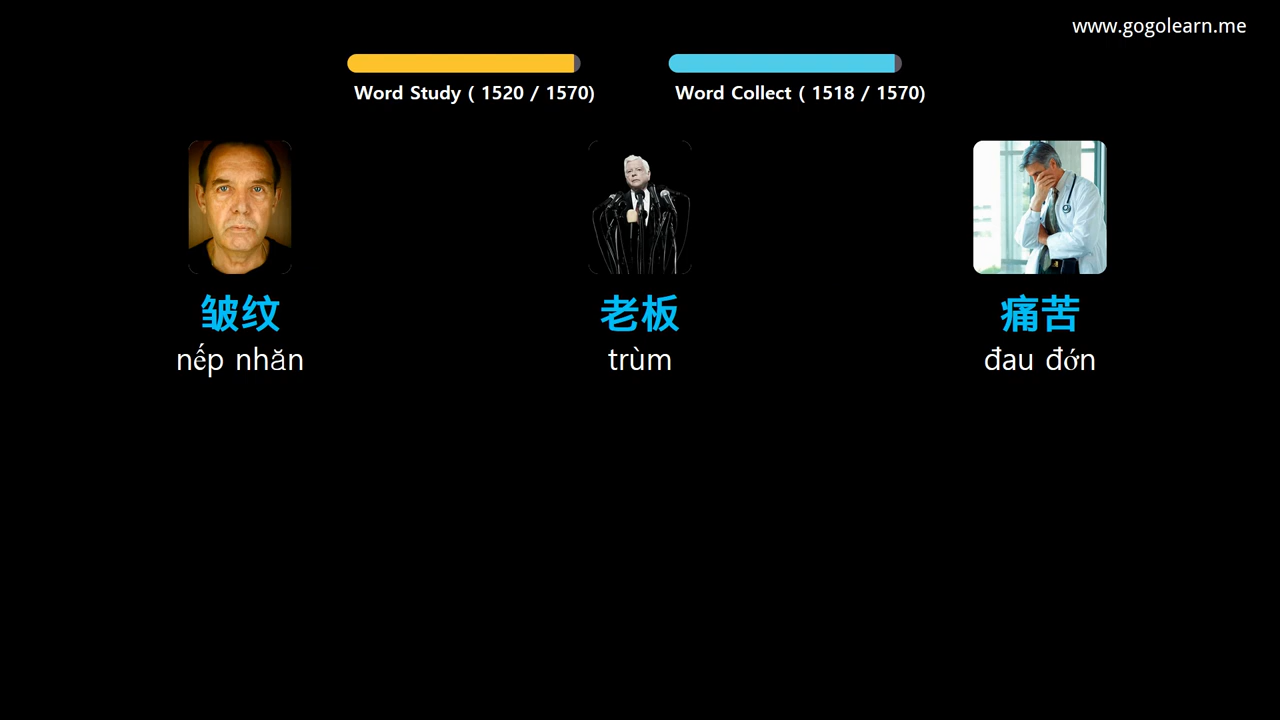 www.gogolearn.me
Word Study ( 1520 / 1570)
Word Collect ( 1518 / 1570)
皱纹
老板
痛苦
nếp nhăn
trùm
đau đớn